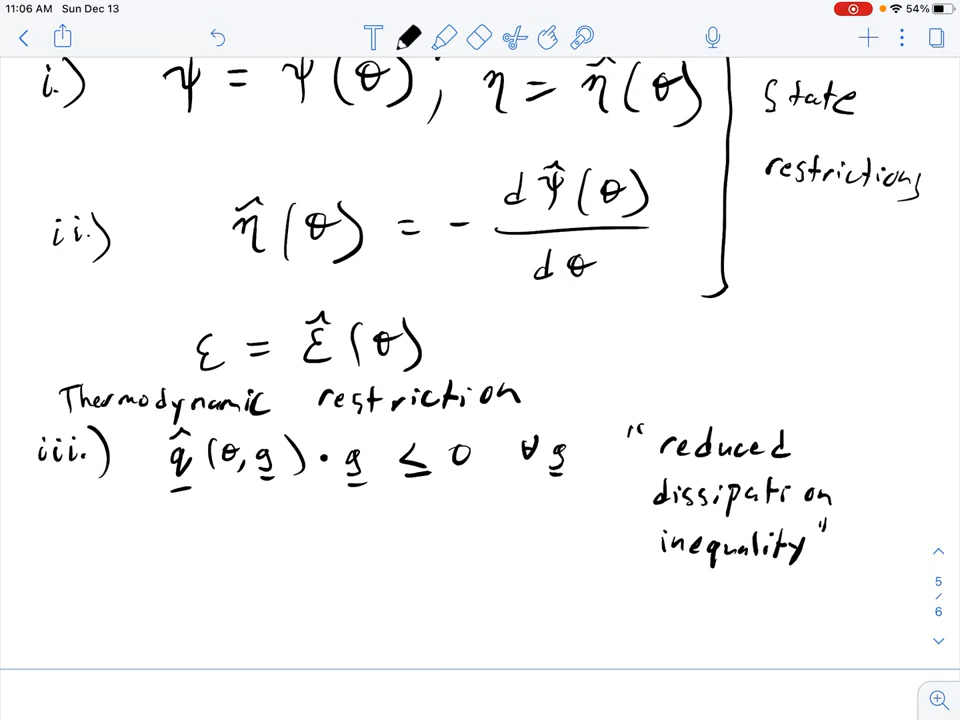 11:06 AM Sun Dec 13
54%
i.) ψ = ψ̂(θ); η = η̂(θ)
State
restrictions
ii.) η̂(θ) = - dψ̂(θ)/dθ
ε = ε̂(θ)
Thermodynamic restriction
iii.) q̂(θ, g) · g ≤ 0 ∀ g
"reduced
dissipation
inequality"
5
/
6